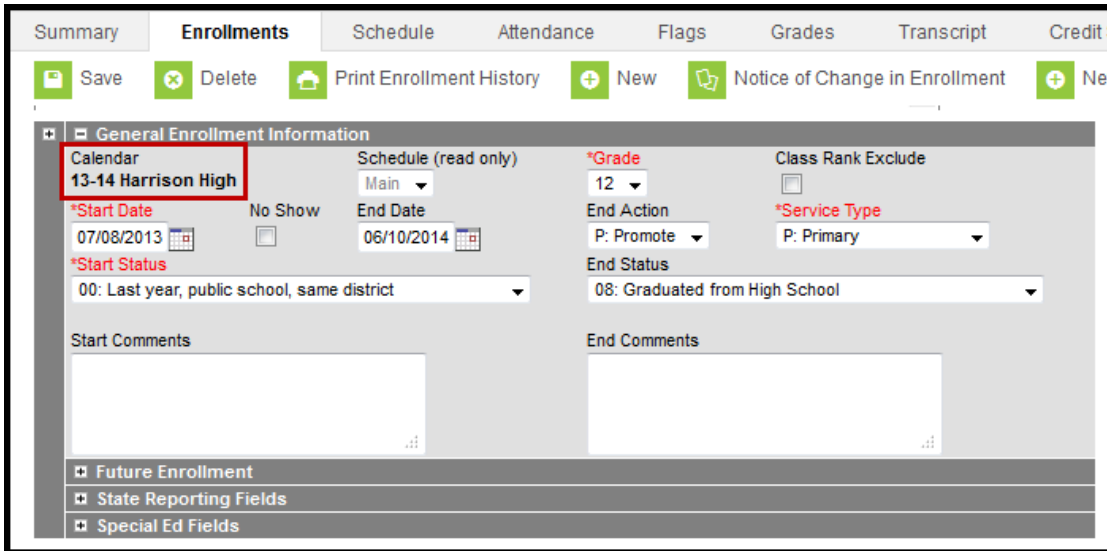 Summary Enrollments Schedule Attendance Flags Grades Transcript Credit
Save Delete Print Enrollment History New Notice of Change in Enrollment
General Enrollment Information
Calendar Schedule (read only) *Grade Class Rank Exclude
13-14 Harrison High Main 12
*Start Date No Show End Date End Action *Service Type
07/08/2013 06/10/2014 P: Promote P: Primary
*Start Status End Status
00: Last year, public school, same district 08: Graduated from High School
Start Comments End Comments
Future Enrollment
State Reporting Fields
Special Ed Fields